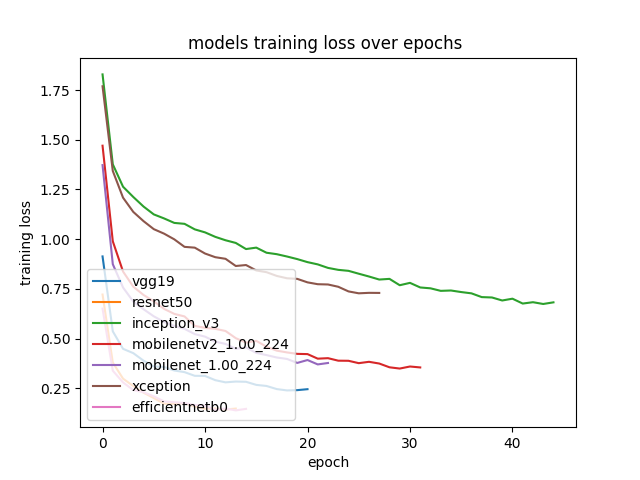 models training loss over epochs
training loss
1.75
1.50
1.25
1.00
0.75
0.50
0.25
vgg19
resnet50
inception_v3
mobilenetv2_1.00_224
mobilenet_1.00_224
xception
efficientnetb0
0
10
20
30
40
epoch